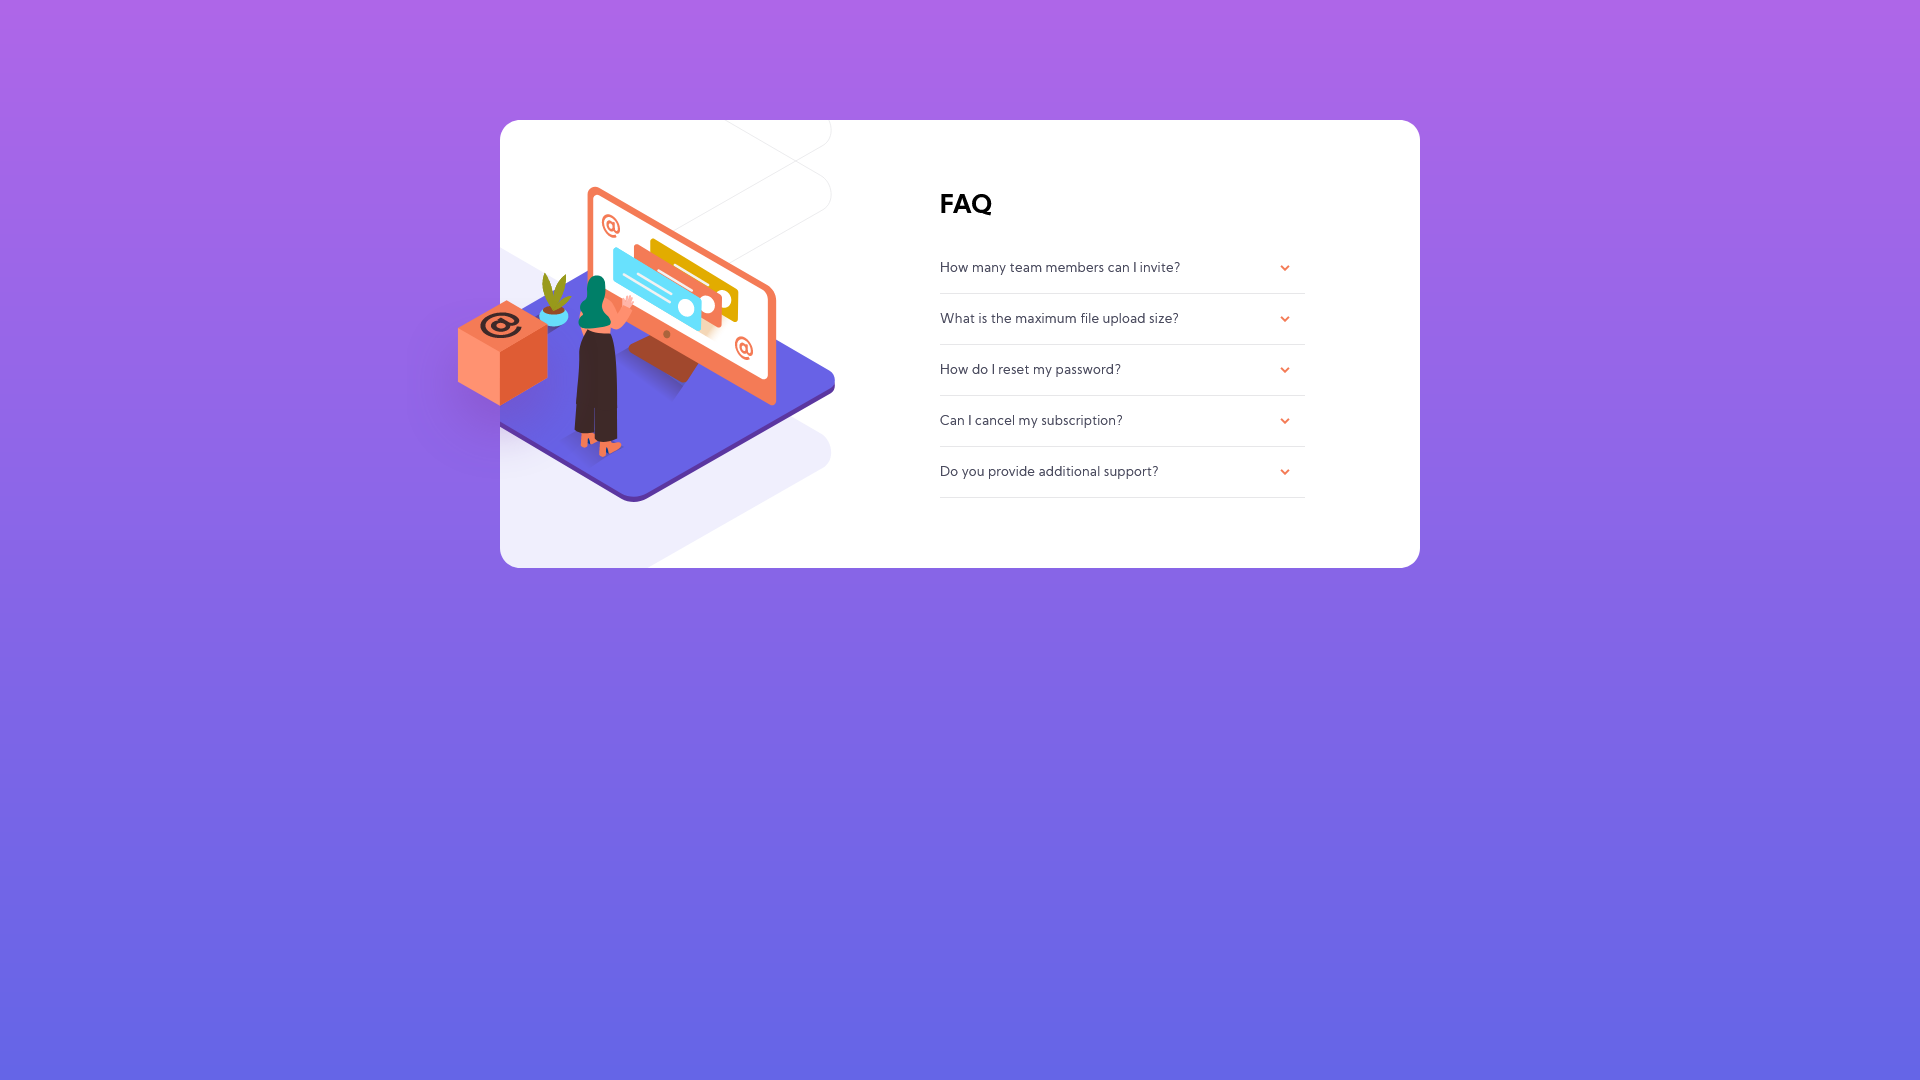 @
@
@
FAQ
How many team members can I invite?
What is the maximum file upload size?
How do I reset my password?
Can I cancel my subscription?
Do you provide additional support?